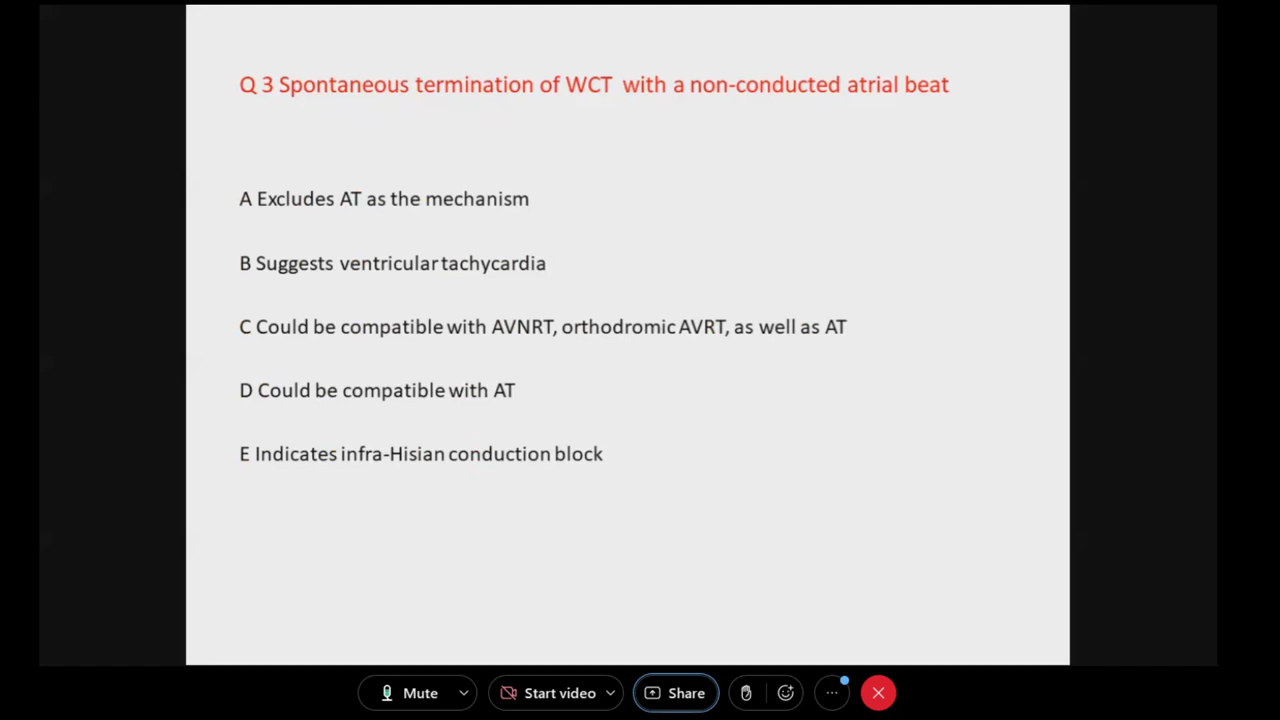 Q 3 Spontaneous termination of WCT with a non-conducted atrial beat
A Excludes AT as the mechanism
B Suggests ventricular tachycardia
C Could be compatible with AVNRT, orthodromic AVRT, as well as AT
D Could be compatible with AT
E Indicates infra-Hisian conduction block
Mute Start video Share